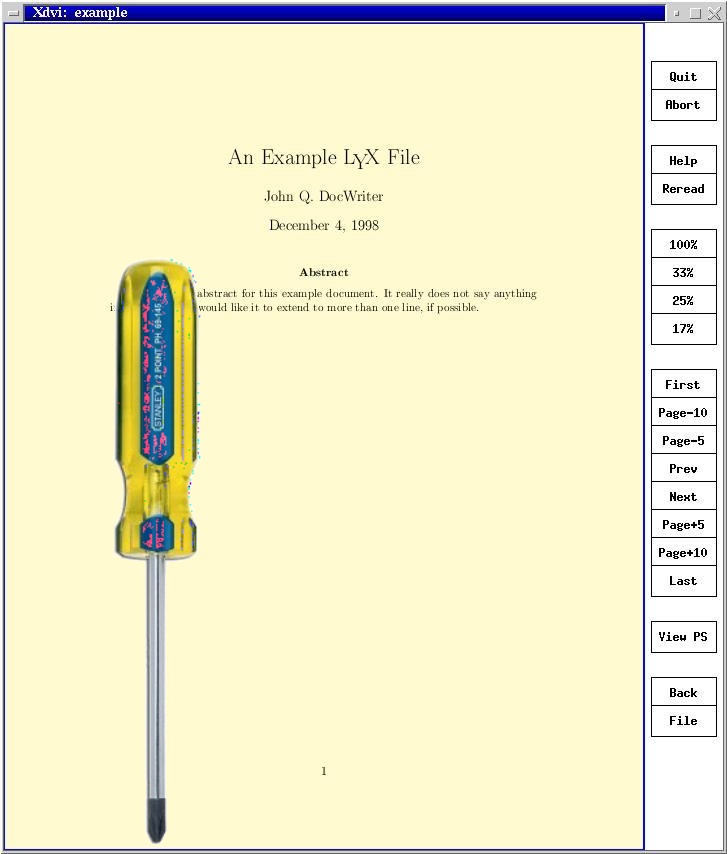 Xdvi: example
An Example LYX File
John Q. DocWriter
December 4, 1998
Abstract
abstract for this example document. It really does not say anything
would like it to extend to more than one line, if possible.
STANLEY 2 POINT PH 69-145
1
Quit
Abort
Help
Reread
100%
33%
25%
17%
First
Page-10
Page-5
Prev
Next
Page+5
Page+10
Last
View PS
Back
File